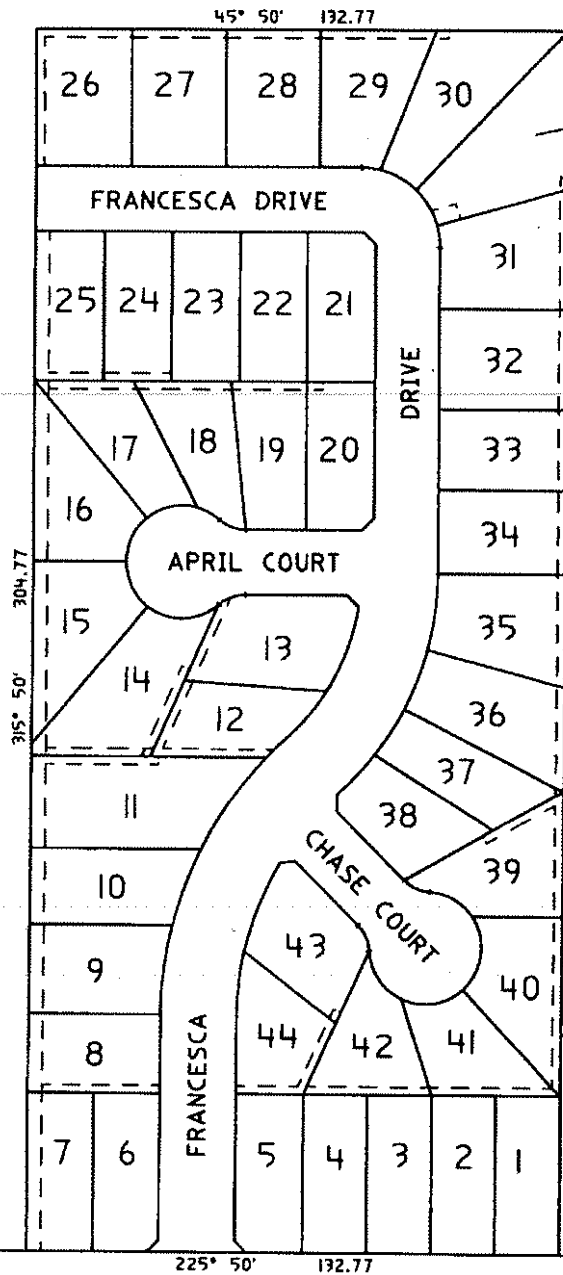 45° 50' 132.77
26 27 28 29 30
FRANCESCA DRIVE
31
25 24 23 22 21
32
DRIVE
17 18 19 20
33
16
34
APRIL COURT
304.77
15 13
35
14
315° 50'
12
36
11
37
38
10
CHASE COURT
39
9
43
40
8
44 42 41
FRANCESCA
7 6 5 4 3 2 1
225° 50' 132.77